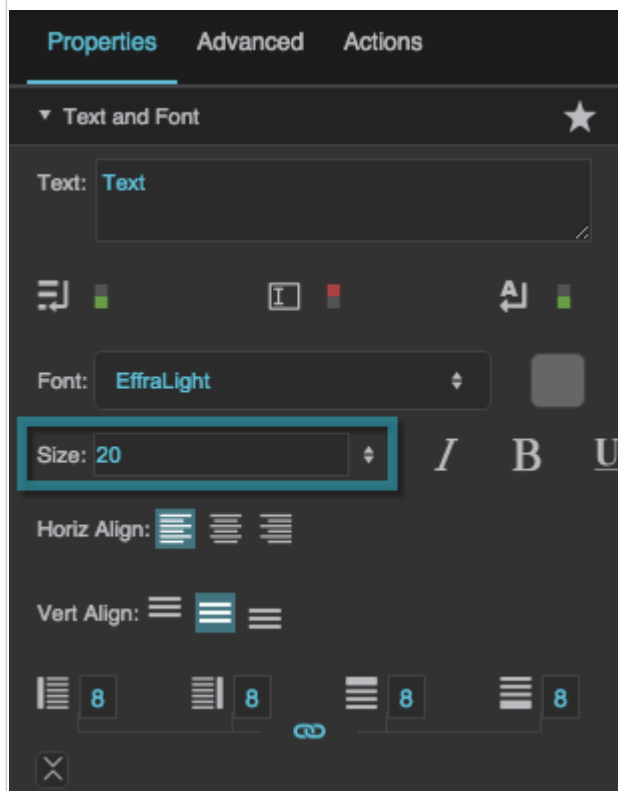 Properties Advanced Actions
Text and Font
Text: Text
Font: EffraLight
Size: 20 I B U
Horiz Align:
Vert Align:
8 8 8 8